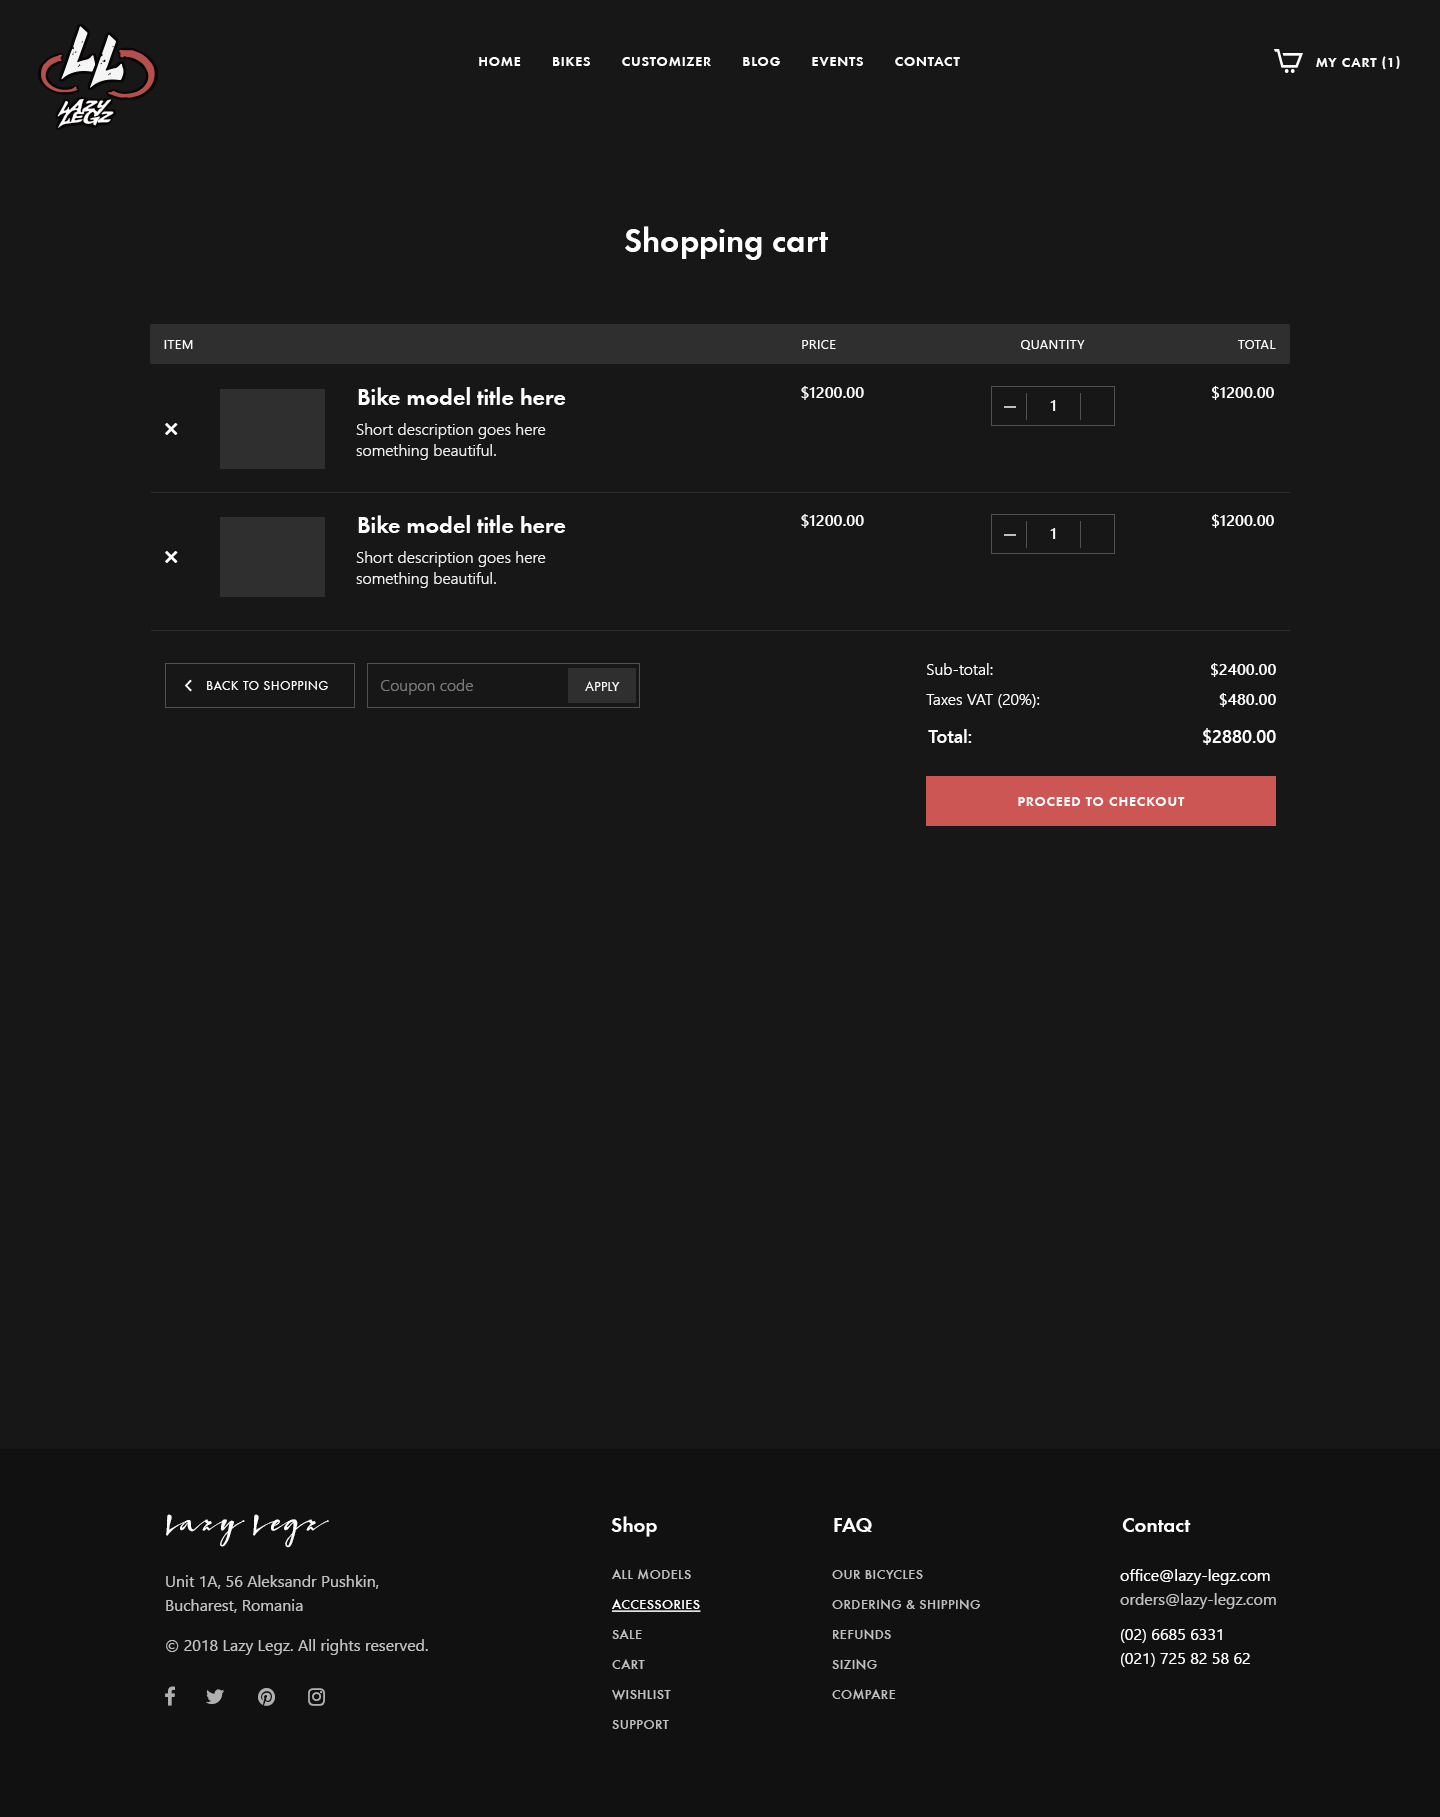 LL
LAZY
LEGZ
HOME BIKES CUSTOMIZER BLOG EVENTS CONTACT
MY CART (1)
Shopping cart
ITEM PRICE QUANTITY TOTAL
Bike model title here $1200.00 1 $1200.00
Short description goes here
something beautiful.
Bike model title here $1200.00 1 $1200.00
Short description goes here
something beautiful.
BACK TO SHOPPING
Coupon code APPLY
Sub-total: $2400.00
Taxes VAT (20%): $480.00
Total: $2880.00
PROCEED TO CHECKOUT
Lazy Legz
Unit 1A, 56 Aleksandr Pushkin,
Bucharest, Romania
© 2018 Lazy Legz. All rights reserved.
Shop
ALL MODELS
ACCESSORIES
SALE
CART
WISHLIST
SUPPORT
FAQ
OUR BICYCLES
ORDERING & SHIPPING
REFUNDS
SIZING
COMPARE
Contact
office@lazy-legz.com
orders@lazy-legz.com
(02) 6685 6331
(021) 725 82 58 62